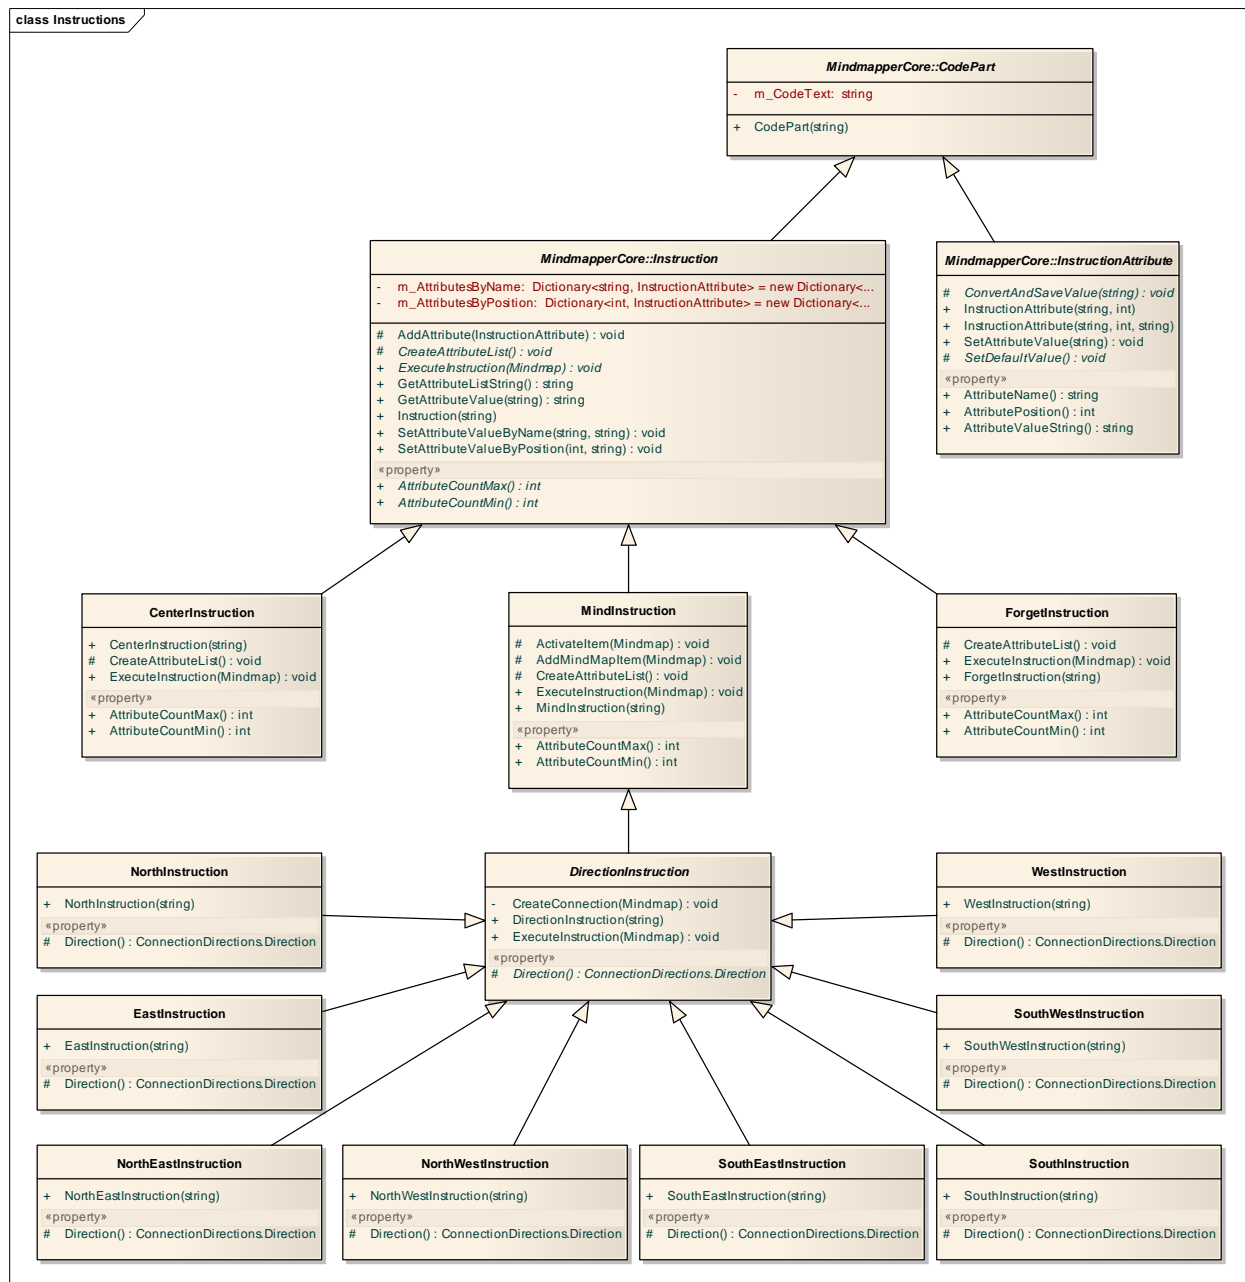 class Instructions
MindmapperCore::CodePart
- m_CodeText: string
+ CodePart(string)
MindmapperCore::Instruction
- m_AttributesByName: Dictionary<string, InstructionAttribute> = new Dictionary<...
- m_AttributesByPosition: Dictionary<int, InstructionAttribute> = new Dictionary<...
# AddAttribute(InstructionAttribute) : void
# CreateAttributeList() : void
+ ExecuteInstruction(Mindmap) : void
+ GetAttributeListString() : string
+ GetAttributeValue(string) : string
+ Instruction(string)
+ SetAttributeValueByName(string, string) : void
+ SetAttributeValueByPosition(int, string) : void
«property»
+ AttributeCountMax() : int
+ AttributeCountMin() : int
MindmapperCore::InstructionAttribute
# ConvertAndSaveValue(string) : void
+ InstructionAttribute(string, int)
+ InstructionAttribute(string, int, string)
+ SetAttributeValue(string) : void
# SetDefaultValue() : void
«property»
+ AttributeName() : string
+ AttributePosition() : int
+ AttributeValueString() : string
CenterInstruction
+ CenterInstruction(string)
# CreateAttributeList() : void
+ ExecuteInstruction(Mindmap) : void
«property»
+ AttributeCountMax() : int
+ AttributeCountMin() : int
MindInstruction
# ActivateItem(Mindmap) : void
# AddMindMapItem(Mindmap) : void
# CreateAttributeList() : void
+ ExecuteInstruction(Mindmap) : void
+ MindInstruction(string)
«property»
+ AttributeCountMax() : int
+ AttributeCountMin() : int
ForgetInstruction
# CreateAttributeList() : void
+ ExecuteInstruction(Mindmap) : void
+ ForgetInstruction(string)
«property»
+ AttributeCountMax() : int
+ AttributeCountMin() : int
NorthInstruction
+ NorthInstruction(string)
«property»
# Direction() : ConnectionDirections.Direction
DirectionInstruction
- CreateConnection(Mindmap) : void
+ DirectionInstruction(string)
+ ExecuteInstruction(Mindmap) : void
«property»
# Direction() : ConnectionDirections.Direction
WestInstruction
+ WestInstruction(string)
«property»
# Direction() : ConnectionDirections.Direction
EastInstruction
+ EastInstruction(string)
«property»
# Direction() : ConnectionDirections.Direction
SouthWestInstruction
+ SouthWestInstruction(string)
«property»
# Direction() : ConnectionDirections.Direction
NorthEastInstruction
+ NorthEastInstruction(string)
«property»
# Direction() : ConnectionDirections.Direction
NorthWestInstruction
+ NorthWestInstruction(string)
«property»
# Direction() : ConnectionDirections.Direction
SouthEastInstruction
+ SouthEastInstruction(string)
«property»
# Direction() : ConnectionDirections.Direction
SouthInstruction
+ SouthInstruction(string)
«property»
# Direction() : ConnectionDirections.Direction